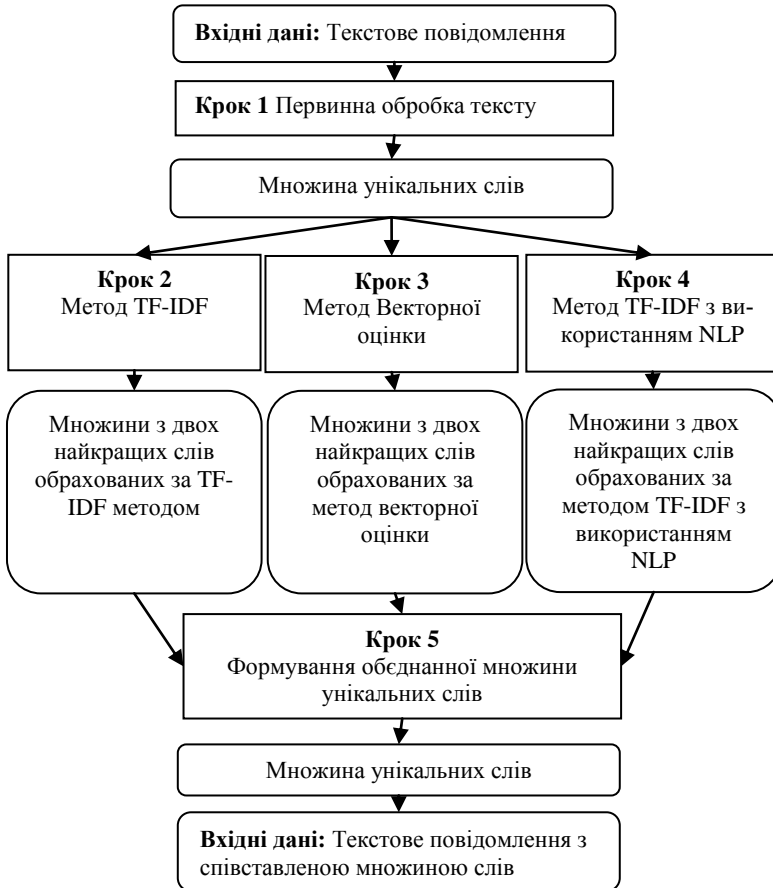 Вхідні дані: Текстове повідомлення
Крок 1 Первинна обробка тексту
Множина унікальних слів
Крок 2
Метод TF-IDF
Крок 3
Метод Векторної
оцінки
Крок 4
Метод TF-IDF з ви-
користанням NLP
Множини з двох
найкращих слів
обрахованих за TF-
IDF методом
Множини з двох
найкращих слів
обрахованих за
метод векторної
оцінки
Множини з двох
найкращих слів
обрахованих за
методом TF-IDF з
використанням
NLP
Крок 5
Формування обєднанної множини
унікальних слів
Множина унікальних слів
Вхідні дані: Текстове повідомлення з
співставленою множиною слів